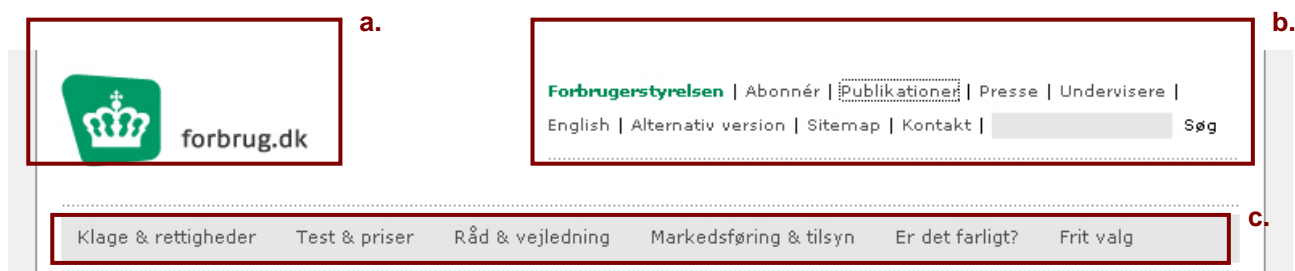 a.
b.
Forbrugerstyrelsen | Abonnér | Publikationer | Presse | Undervisere |
English | Alternativ version | Sitemap | Kontakt | Søg
forbrug.dk
c.
Klage & rettigheder Test & priser Råd & vejledning Markedsføring & tilsyn Er det farligt? Frit valg